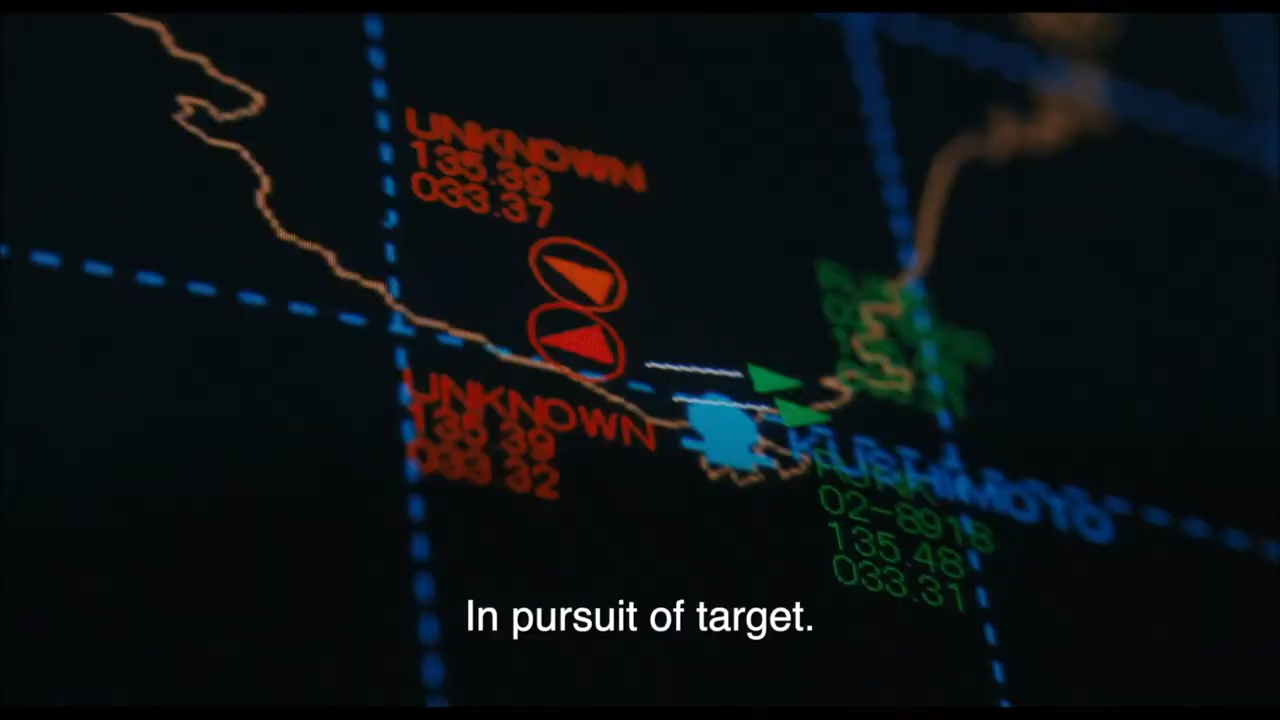 UNKNOWN
135.39
033.37
UNKNOWN
135 39
033 32
KUSHIMOTO
02-8918
135.48
033.31
In pursuit of target.